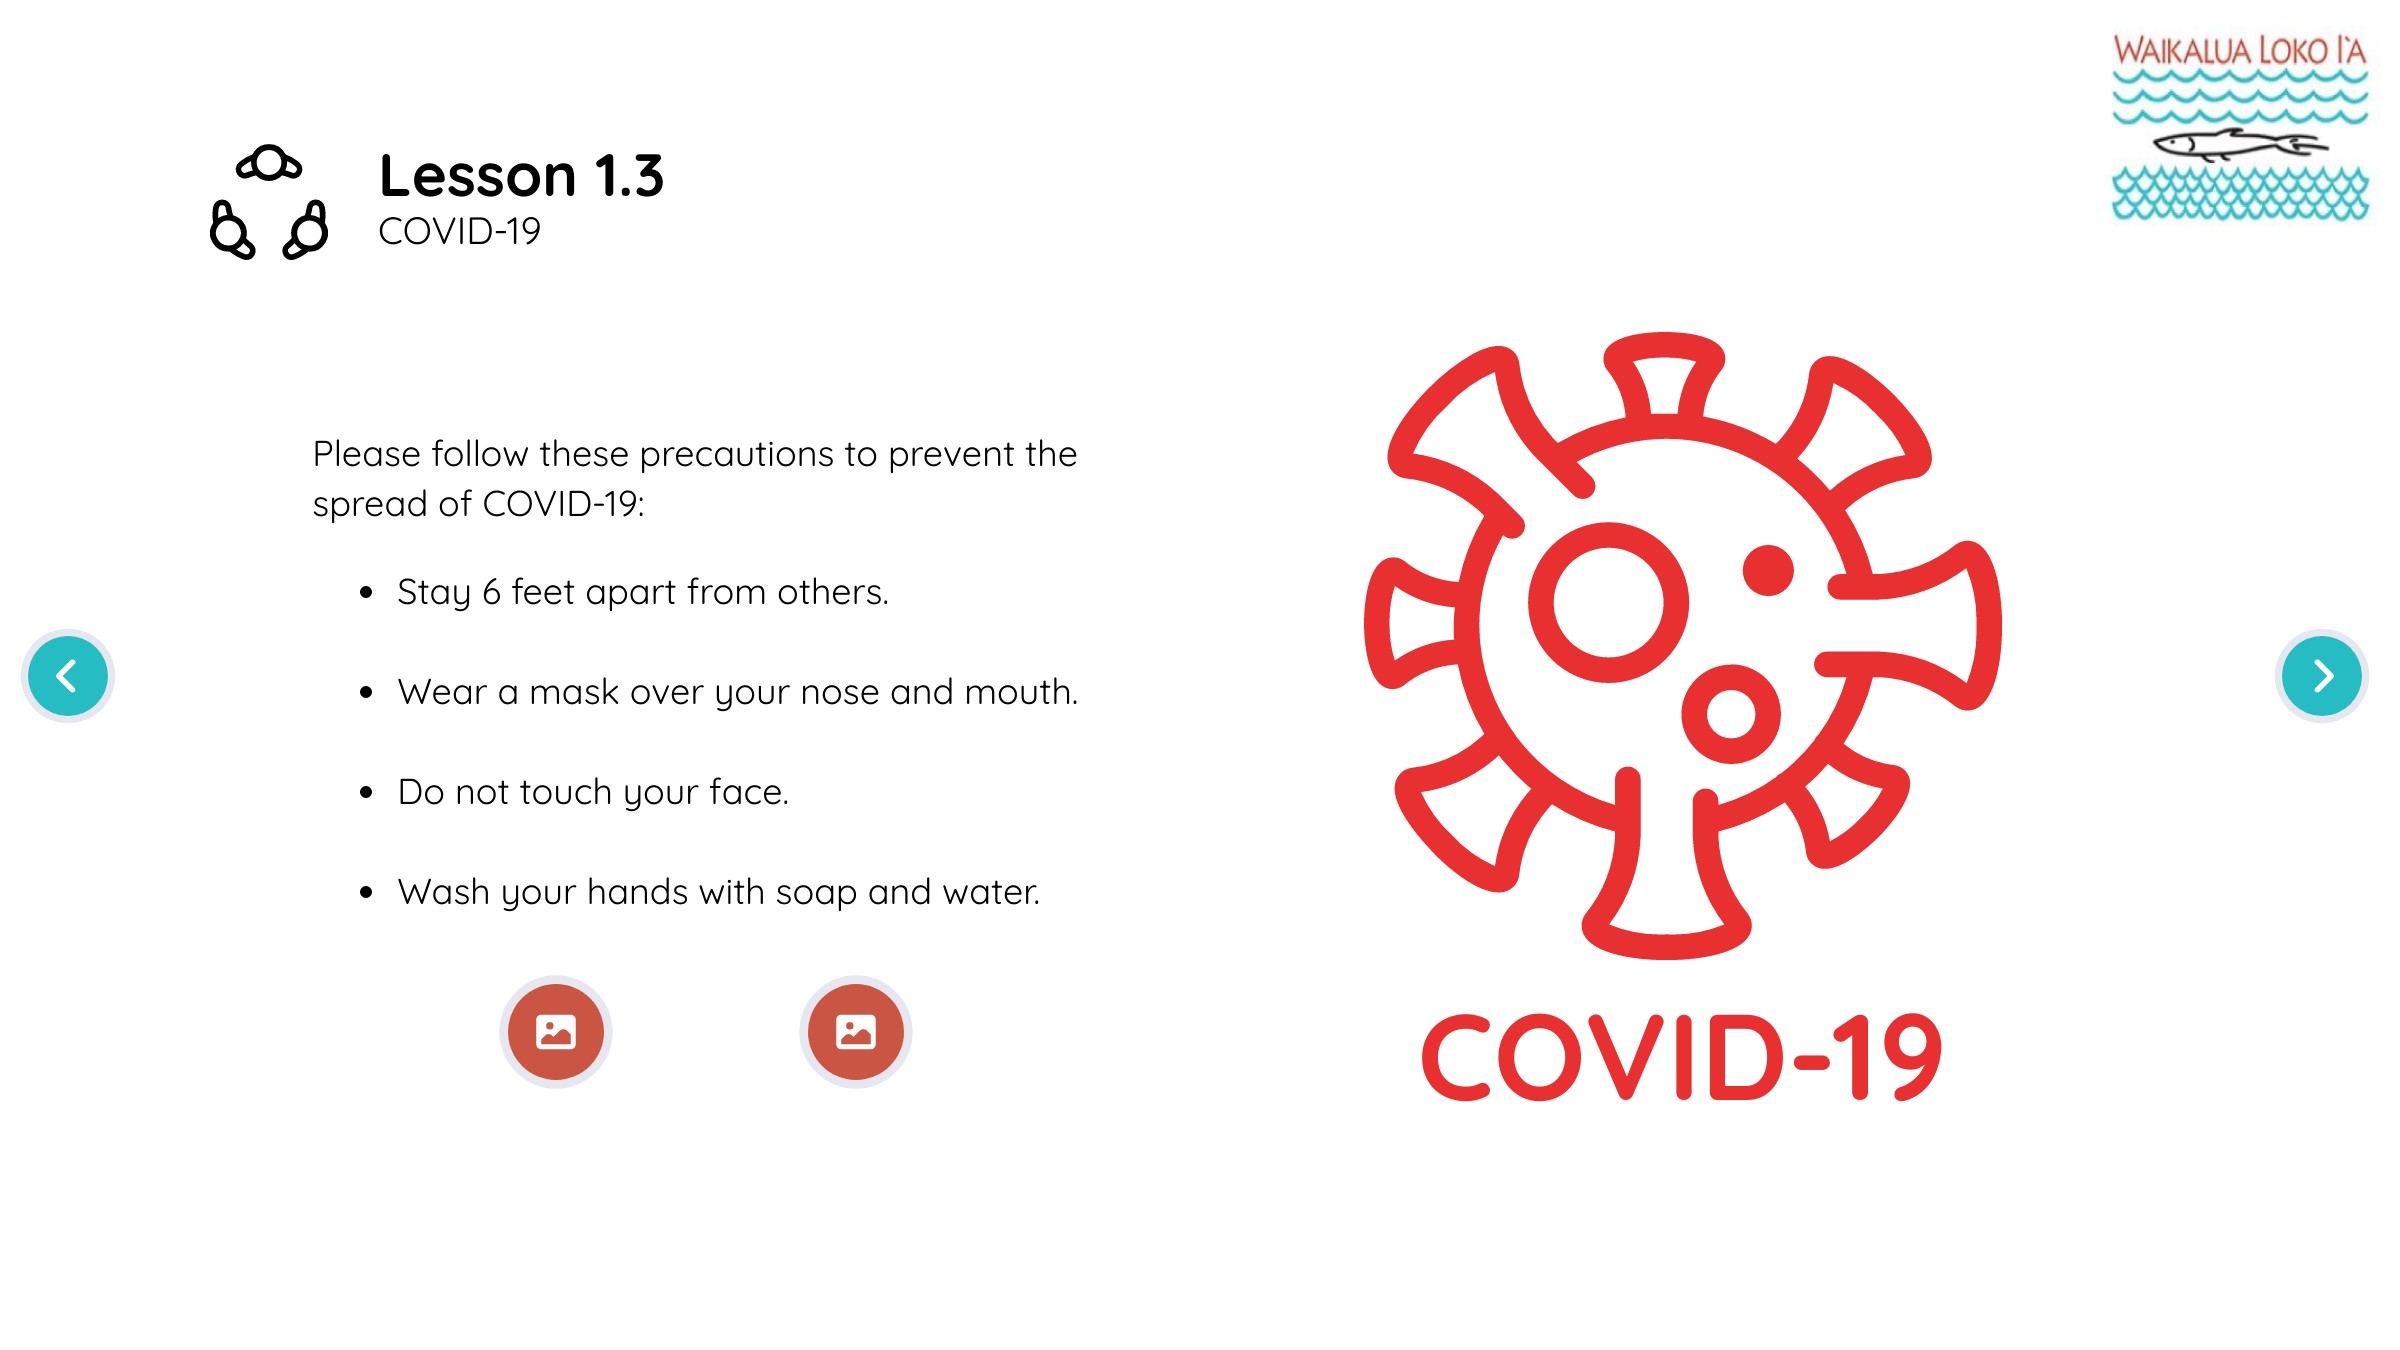 WAIKALUA LOKO I`A
Lesson 1.3
COVID-19
Please follow these precautions to prevent the
spread of COVID-19:
• Stay 6 feet apart from others.
• Wear a mask over your nose and mouth.
• Do not touch your face.
• Wash your hands with soap and water.
COVID-19